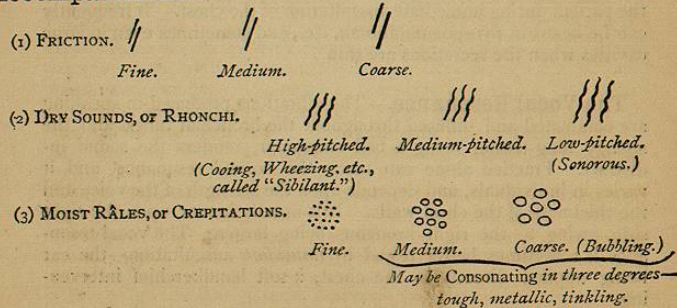 (1) FRICTION.
Fine. Medium. Coarse.
(2) DRY SOUNDS, or RHONCHI.
High-pitched. Medium-pitched. Low-pitched.
(Cooing, Wheezing. etc., (Sonorous.)
called "Sibilant.")
(3) MOIST RÂLES, or CREPITATIONS.
Fine. Medium. Coarse. (Bubbling.)
May be Consonating in three degrees—
tough, metallic, tinkling.